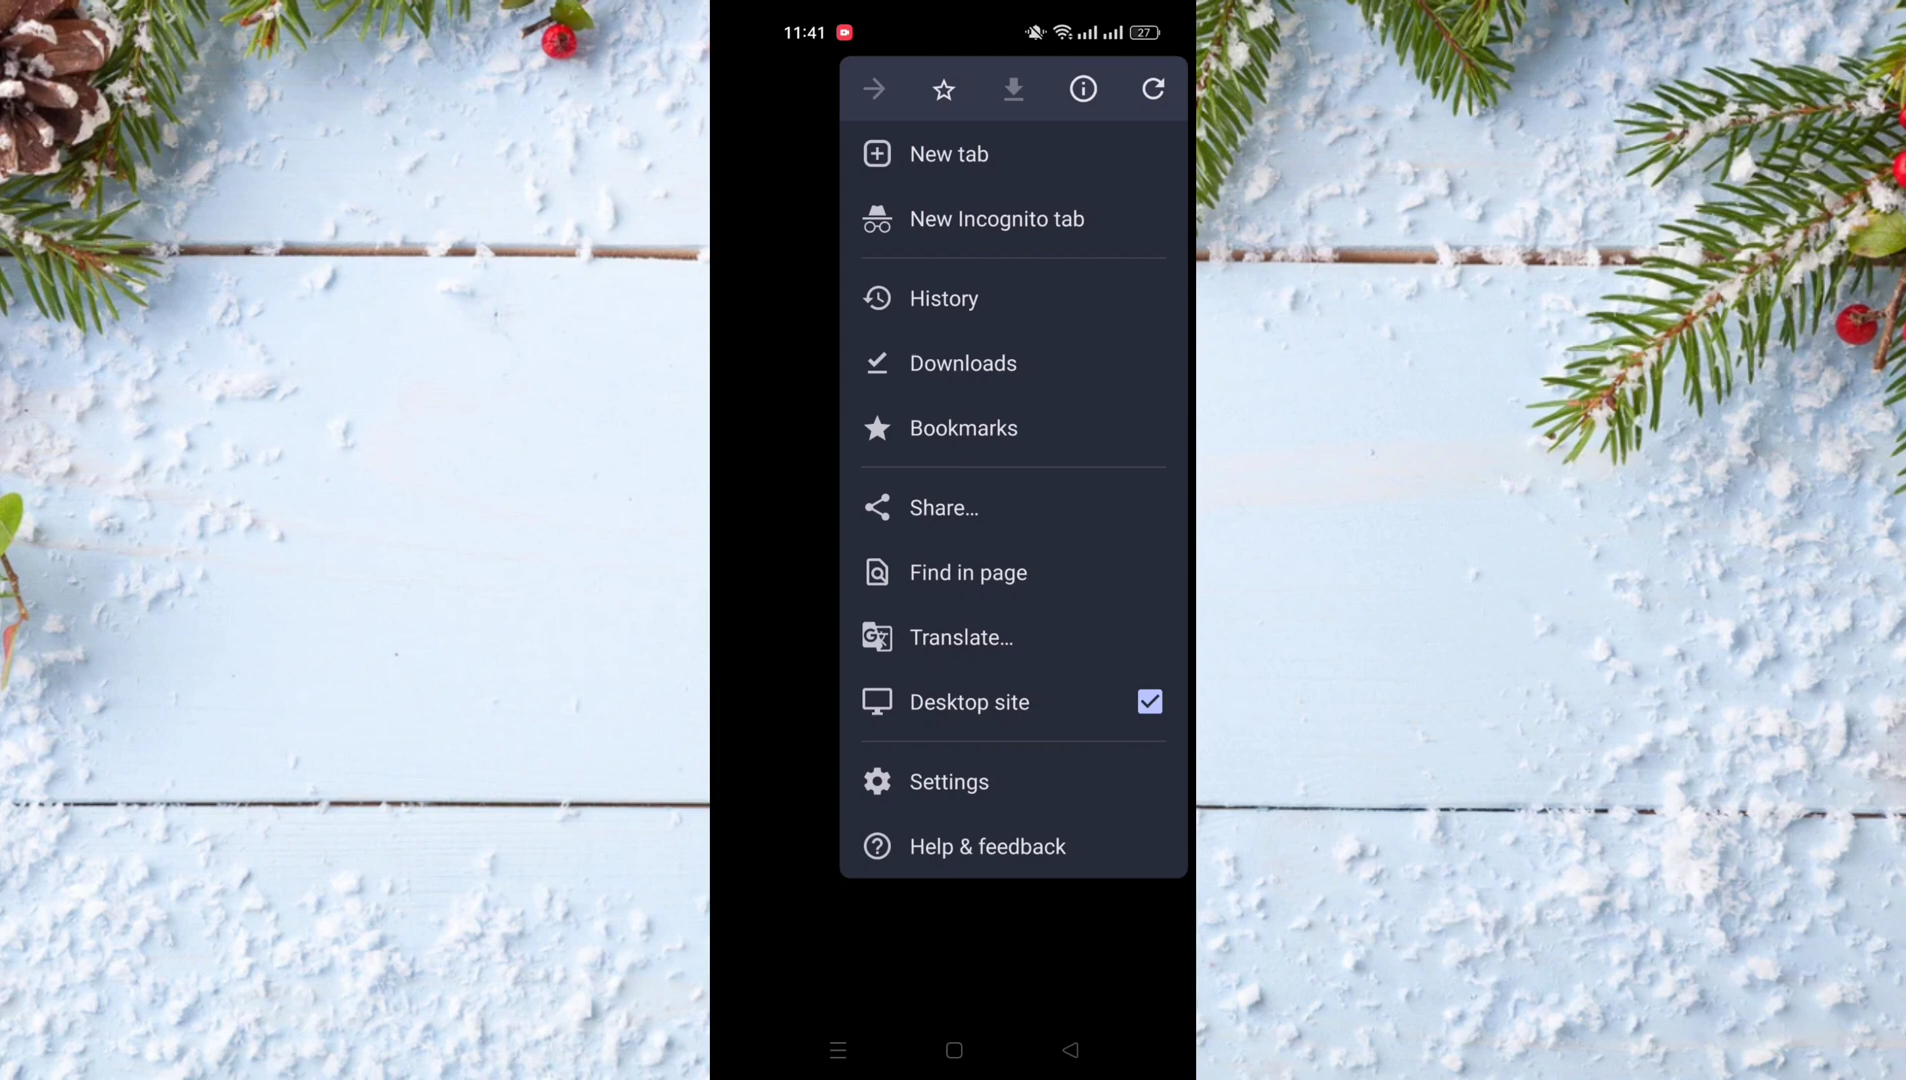 11:41
27
New tab
New Incognito tab
History
Downloads
Bookmarks
Share...
Find in page
Translate...
Desktop site
Settings
Help & feedback